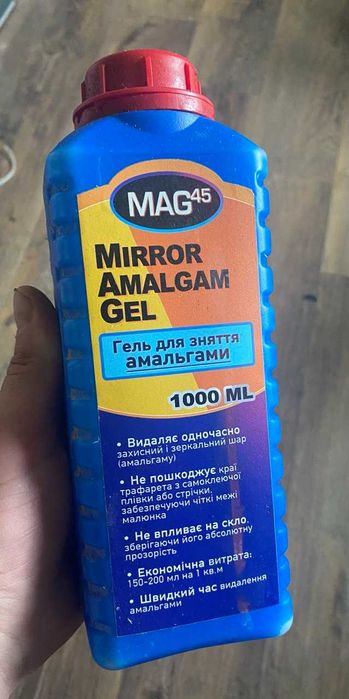 MAG45
MIRROR
AMALGAM
GEL
Гель для зняття
амальгами
1000 ML
• Видаляє одночасно
захисний і зеркальний шар
(амальгаму)
• Не пошкоджує краї
трафарета з самоклеючої
плівки або стрічки,
забезпечуючи чіткі межі
малюнка
• Не впливає на скло,
зберігаючи його абсолютну
прозорість
• Економічна витрата:
150-200 мл на 1 кв.м
• Швидкий час видалення
амальгами